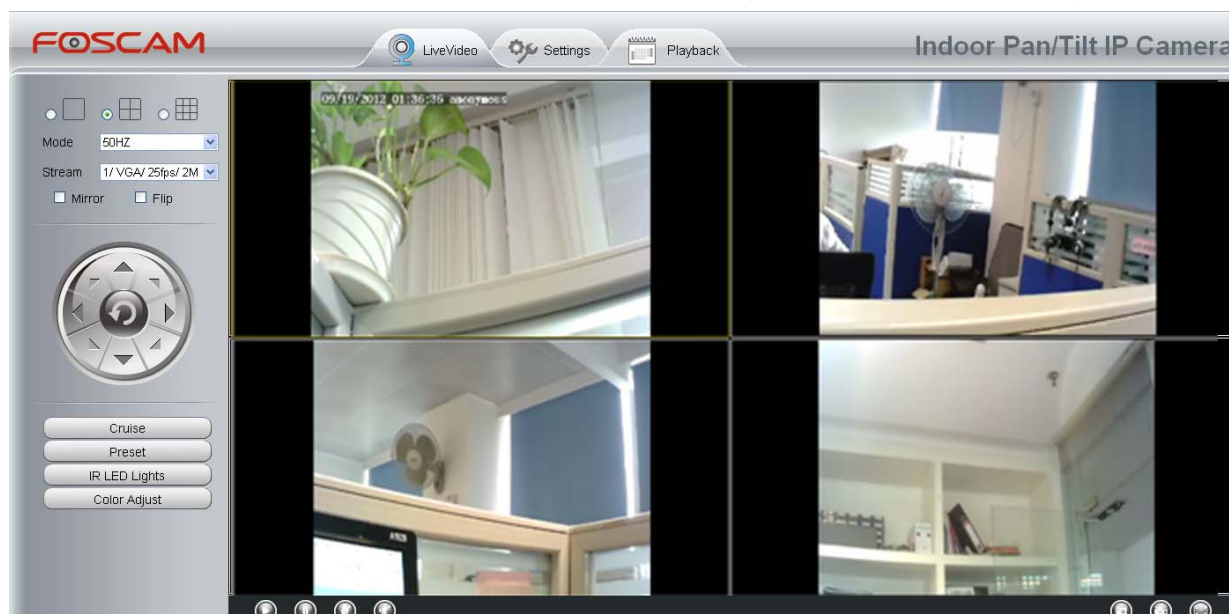 FOSCAM
LiveVideo
Settings
Playback
Indoor Pan/Tilt IP Camera
09/19/2012 01:36:36 anonymous
Mode 50HZ
Stream 1/ VGA/ 25fps/ 2M
Mirror Flip
Cruise
Preset
IR LED Lights
Color Adjust